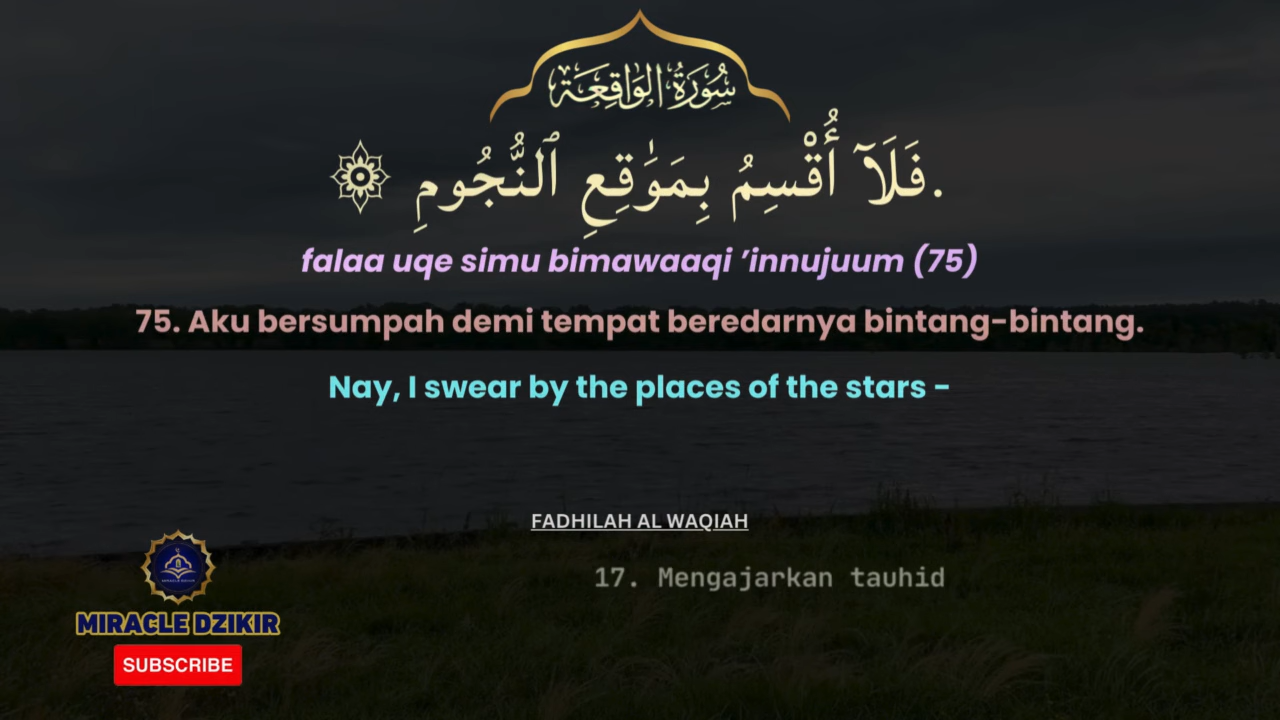 سُورَةُ الوَاقِعَة
فَلَآ أُقْسِمُ بِمَوَٰقِعِ ٱلنُّجُومِ.
falaa uqe simu bimawaaqi ’innujuum (75)
75. Aku bersumpah demi tempat beredarnya bintang-bintang.
Nay, I swear by the places of the stars -
FADHILAH AL WAQIAH
17. Mengajarkan tauhid
MIRACLE DZIKIR
SUBSCRIBE